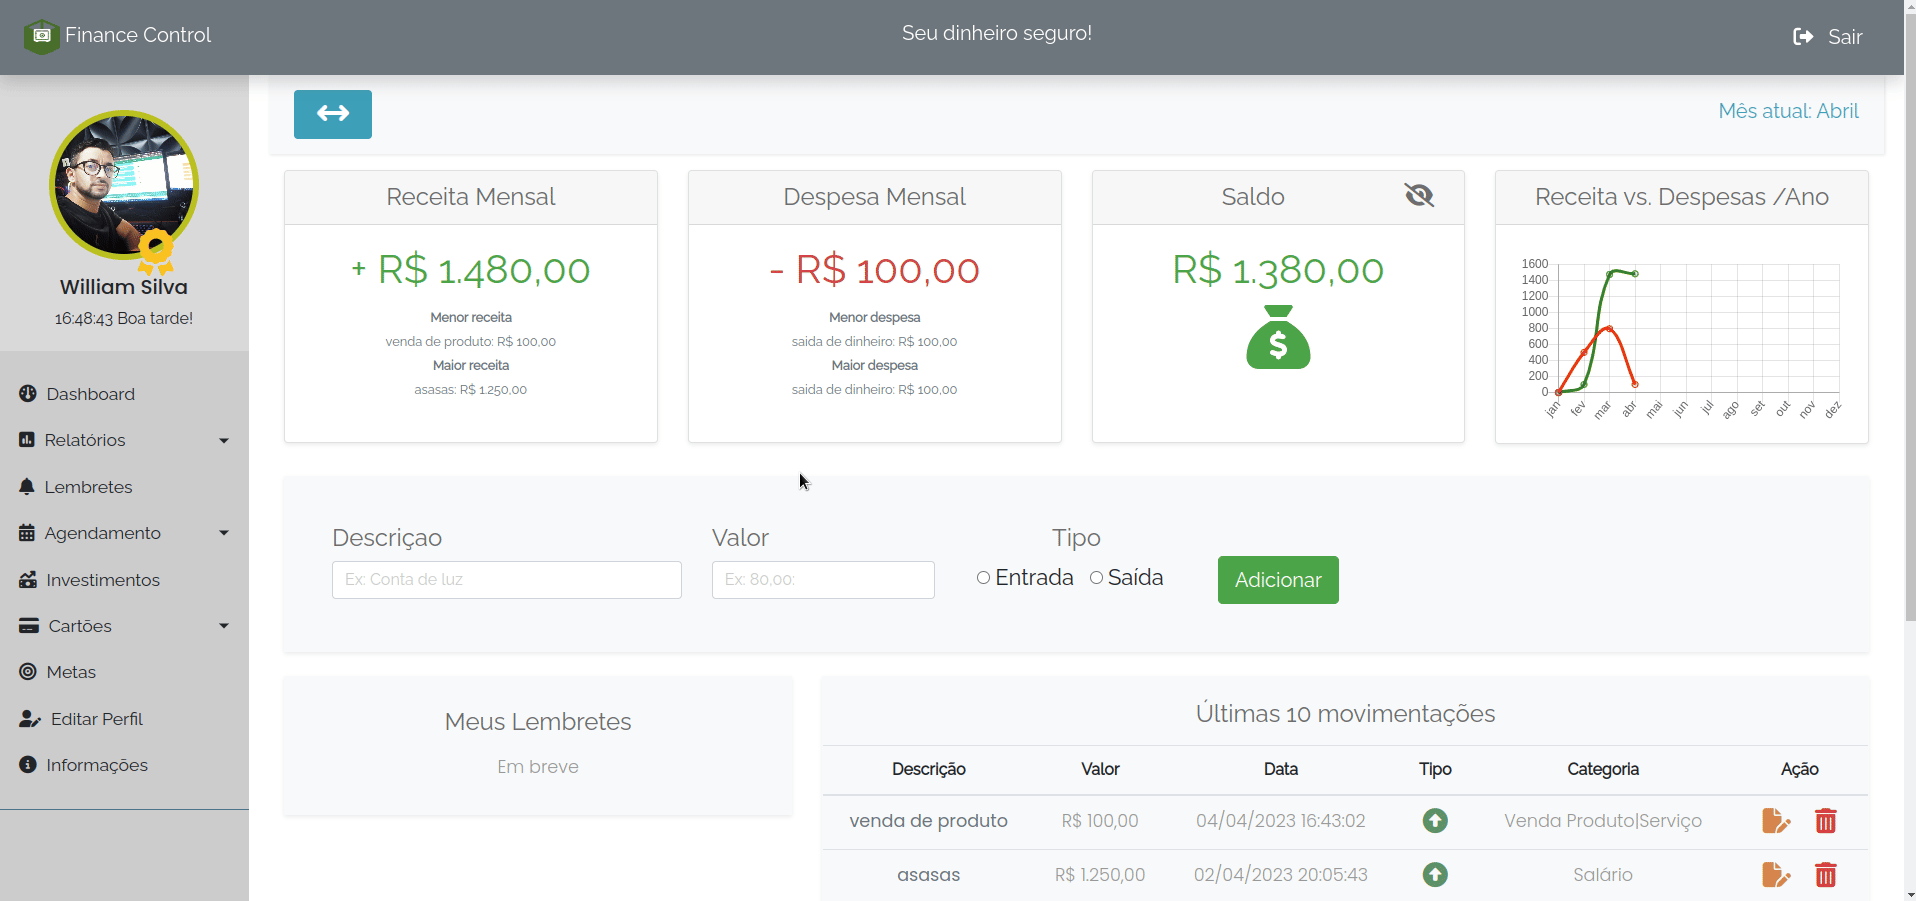 Finance Control
Seu dinheiro seguro!
Sair
William Silva
16:48:43 Boa tarde!
Dashboard
Relatórios
Lembretes
Agendamento
Investimentos
Cartões
Metas
Editar Perfil
Informações
Mês atual: Abril
Receita Mensal
+ R$ 1.480,00
Menor receita
venda de produto: R$ 100,00
Maior receita
asasas: R$ 1.250,00
Despesa Mensal
- R$ 100,00
Menor despesa
saida de dinheiro: R$ 100,00
Maior despesa
saida de dinheiro: R$ 100,00
Saldo
R$ 1.380,00
$
Receita vs. Despesas /Ano
1600
1400
1200
1000
800
600
400
200
0
jan fev mar abr mai jun jul ago set out nov dez
Descriçao Valor Tipo
Ex: Conta de luz Ex: 80,00: Entrada Saída Adicionar
Meus Lembretes
Em breve
Últimas 10 movimentações
Descrição Valor Data Tipo Categoria Ação
venda de produto R$ 100,00 04/04/2023 16:43:02 Venda Produto|Serviço
asasas R$ 1.250,00 02/04/2023 20:05:43 Salário